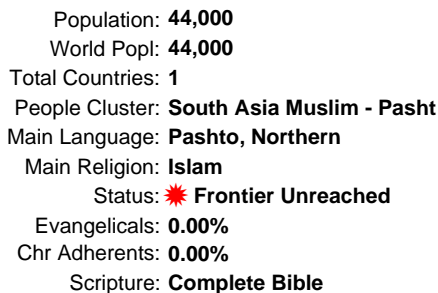 Population: 44,000
World Popl: 44,000
Total Countries: 1
People Cluster: South Asia Muslim - Pasht
Main Language: Pashto, Northern
Main Religion: Islam
Status: Frontier Unreached
Evangelicals: 0.00%
Chr Adherents: 0.00%
Scripture: Complete Bible